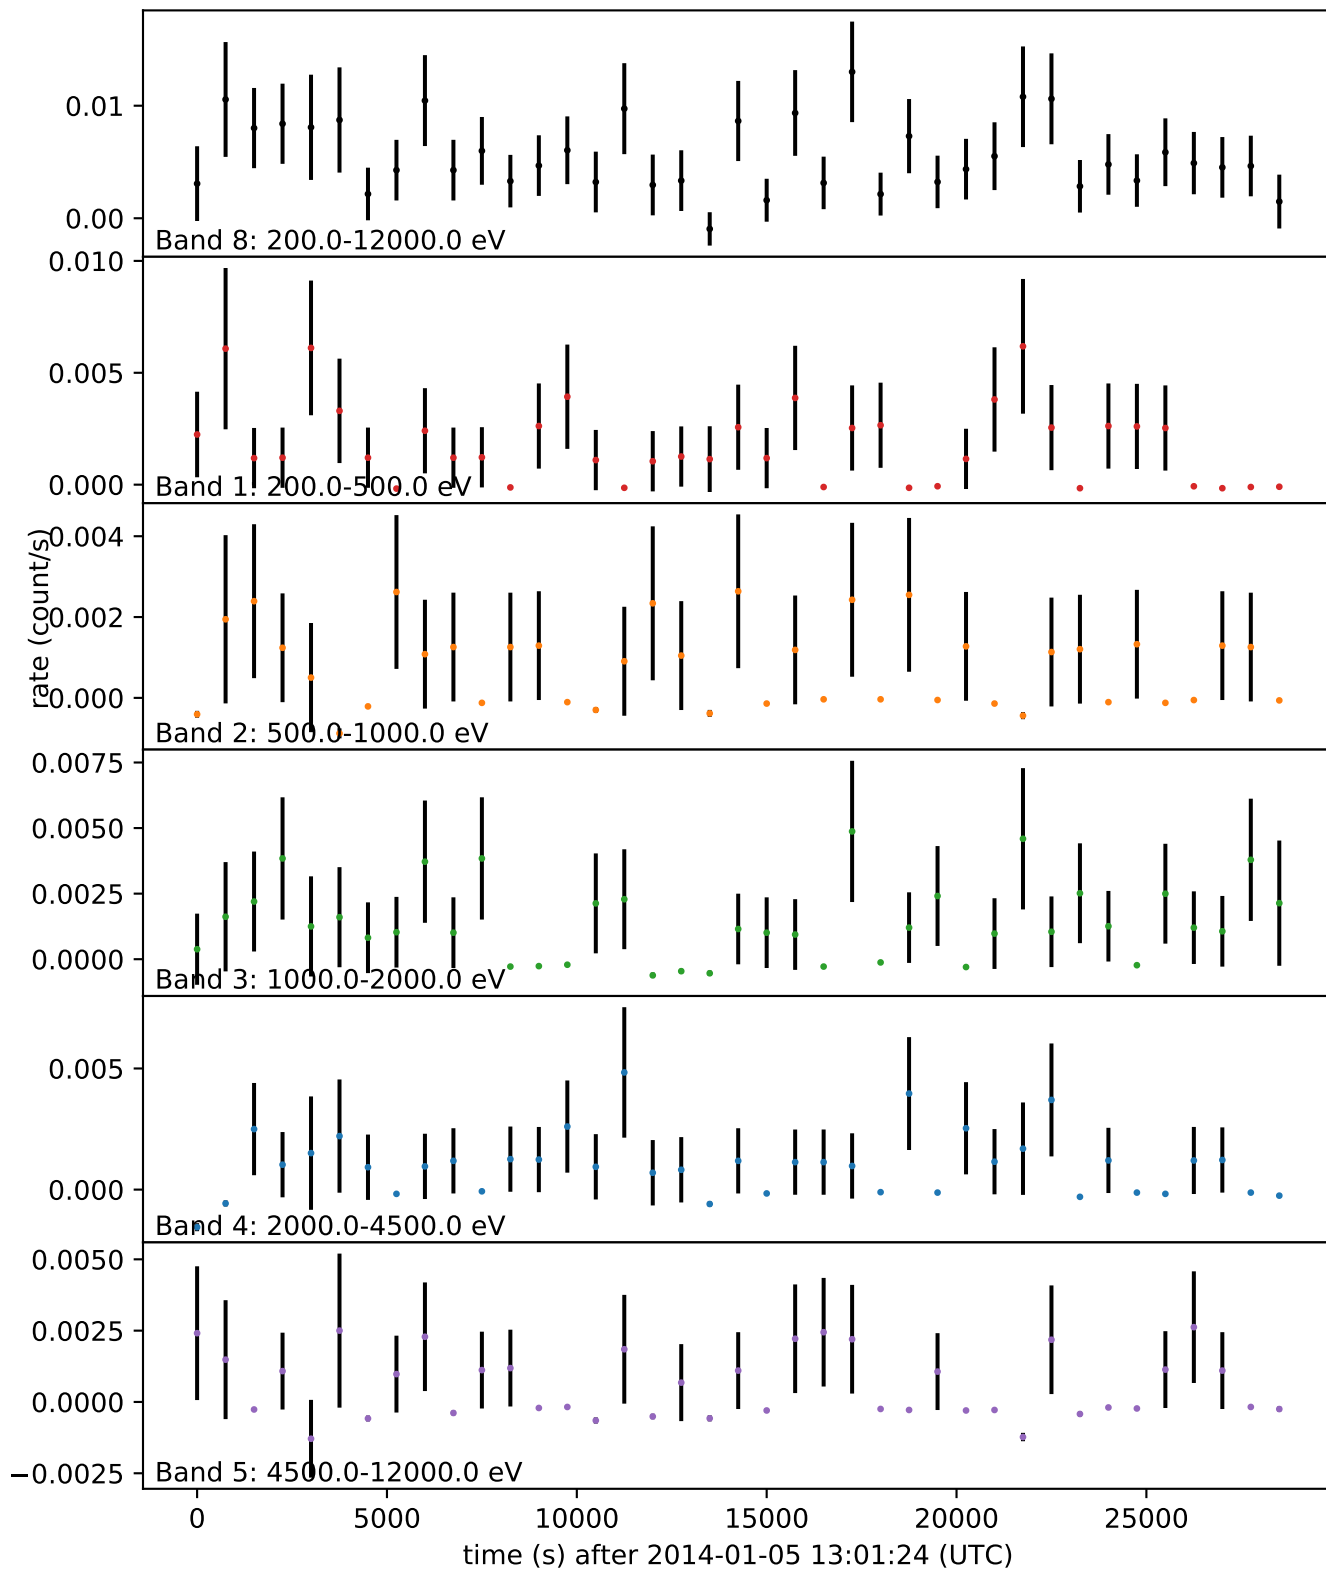 0.01
0.00
Band 8: 200.0-12000.0 eV
0.010
0.005
0.000
Band 1: 200.0-500.0 eV
rate (count/s)
0.004
0.002
0.000
Band 2: 500.0-1000.0 eV
0.0075
0.0050
0.0025
0.0000
Band 3: 1000.0-2000.0 eV
0.005
0.000
Band 4: 2000.0-4500.0 eV
0.0050
0.0025
0.0000
−0.0025
Band 5: 4500.0-12000.0 eV
0 5000 10000 15000 20000 25000
time (s) after 2014-01-05 13:01:24 (UTC)